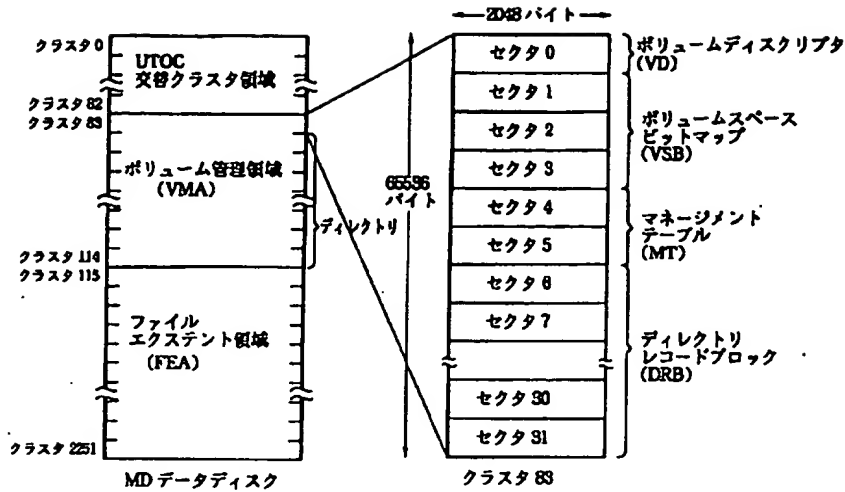 2048バイト
クラスタ0
UTOC
交替クラスタ領域
クラスタ82
クラスタ83
ボリューム管理領域
(VMA)
ディレクトリ
クラスタ114
クラスタ115
ファイル
エクステント領域
(FEA)
クラスタ2251
MDデータディスク
65536
バイト
セクタ0
セクタ1
セクタ2
セクタ3
セクタ4
セクタ5
セクタ6
セクタ7
セクタ30
セクタ31
クラスタ83
ボリュームディスクリプタ
(VD)
ボリュームスペース
ビットマップ
(VSB)
マネージメント
テーブル
(MT)
ディレクトリ
レコードブロック
(DRB)